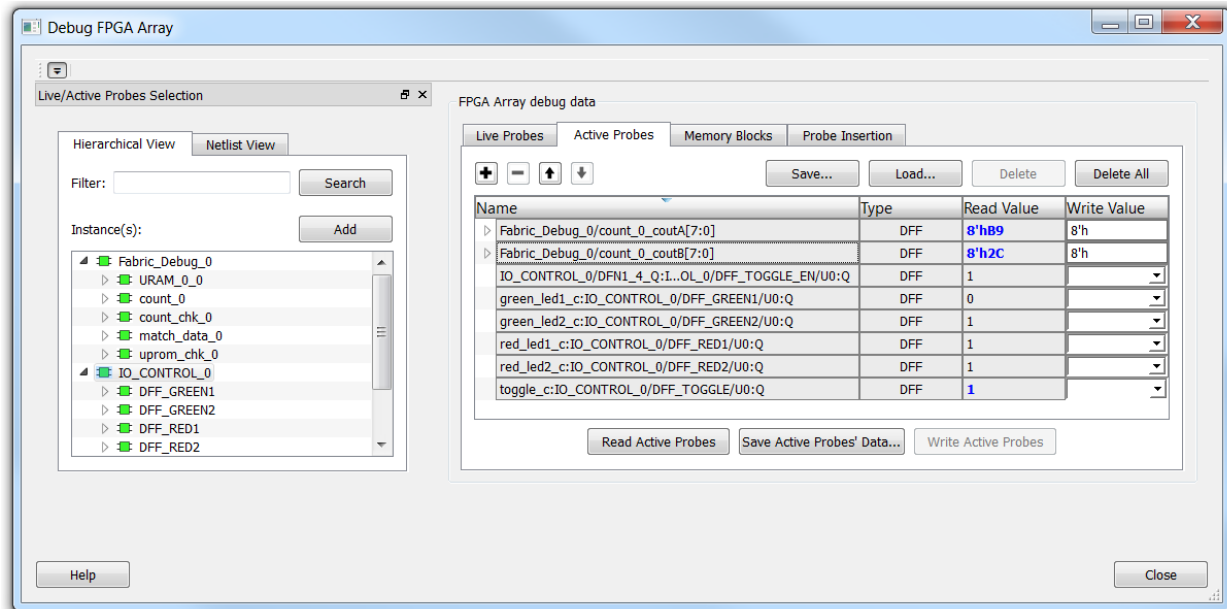 Debug FPGA Array
Live/Active Probes Selection
Hierarchical View
Netlist View
Filter:
Search
Instance(s):
Add
Fabric_Debug_0
URAM_0_0
count_0
count_chk_0
match_data_0
uprom_chk_0
IO_CONTROL_0
DFF_GREEN1
DFF_GREEN2
DFF_RED1
DFF_RED2
FPGA Array debug data
Live Probes
Active Probes
Memory Blocks
Probe Insertion
Save...
Load...
Delete
Delete All
Name Type Read Value Write Value
Fabric_Debug_0/count_0_coutA[7:0] DFF 8'hB9 8'h
Fabric_Debug_0/count_0_coutB[7:0] DFF 8'h2C 8'h
IO_CONTROL_0/DFN1_4_Q:I...OL_0/DFF_TOGGLE_EN/U0:Q DFF 1
green_led1_c:IO_CONTROL_0/DFF_GREEN1/U0:Q DFF 0
green_led2_c:IO_CONTROL_0/DFF_GREEN2/U0:Q DFF 1
red_led1_c:IO_CONTROL_0/DFF_RED1/U0:Q DFF 1
red_led2_c:IO_CONTROL_0/DFF_RED2/U0:Q DFF 1
toggle_c:IO_CONTROL_0/DFF_TOGGLE/U0:Q DFF 1
Read Active Probes
Save Active Probes' Data...
Write Active Probes
Help
Close